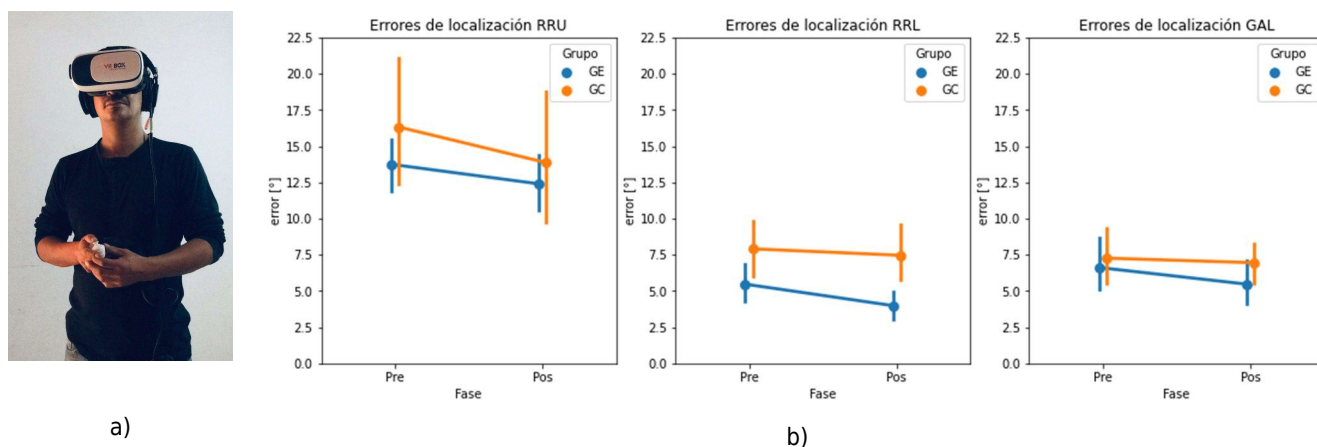 VR BOX
a)
Errores de localización RRU
22.5
20.0
17.5
15.0
12.5
10.0
7.5
5.0
2.5
0.0
error [°]
Pre
Pos
Fase
Grupo
GE
GC
Errores de localización RRL
22.5
20.0
17.5
15.0
12.5
10.0
7.5
5.0
2.5
0.0
error [°]
Pre
Pos
Fase
Grupo
GE
GC
Errores de localización GAL
22.5
20.0
17.5
15.0
12.5
10.0
7.5
5.0
2.5
0.0
error [°]
Pre
Pos
Fase
Grupo
GE
GC
b)